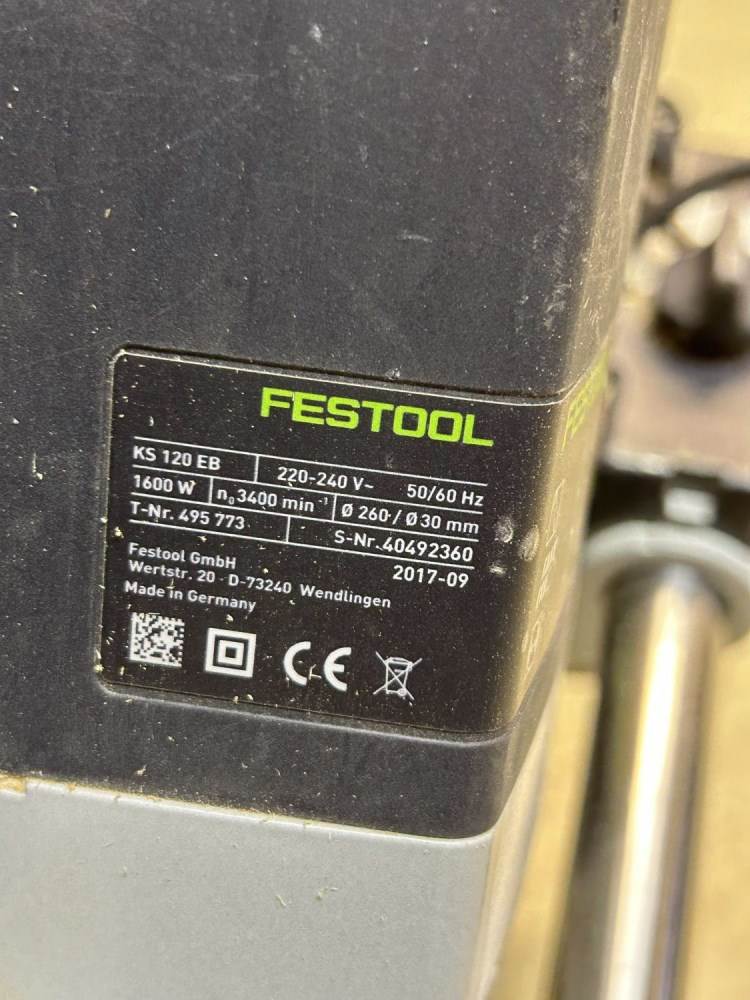 FESTOOL
KS 120 EB 220-240 V~ 50/60 Hz
1600 W n₀ 3400 min⁻¹ Ø 260 / Ø 30 mm
T-Nr. 495 773 S-Nr. 40492360
2017-09
Festool GmbH
Wertstr. 20 · D-73240 Wendlingen
Made in Germany
CE